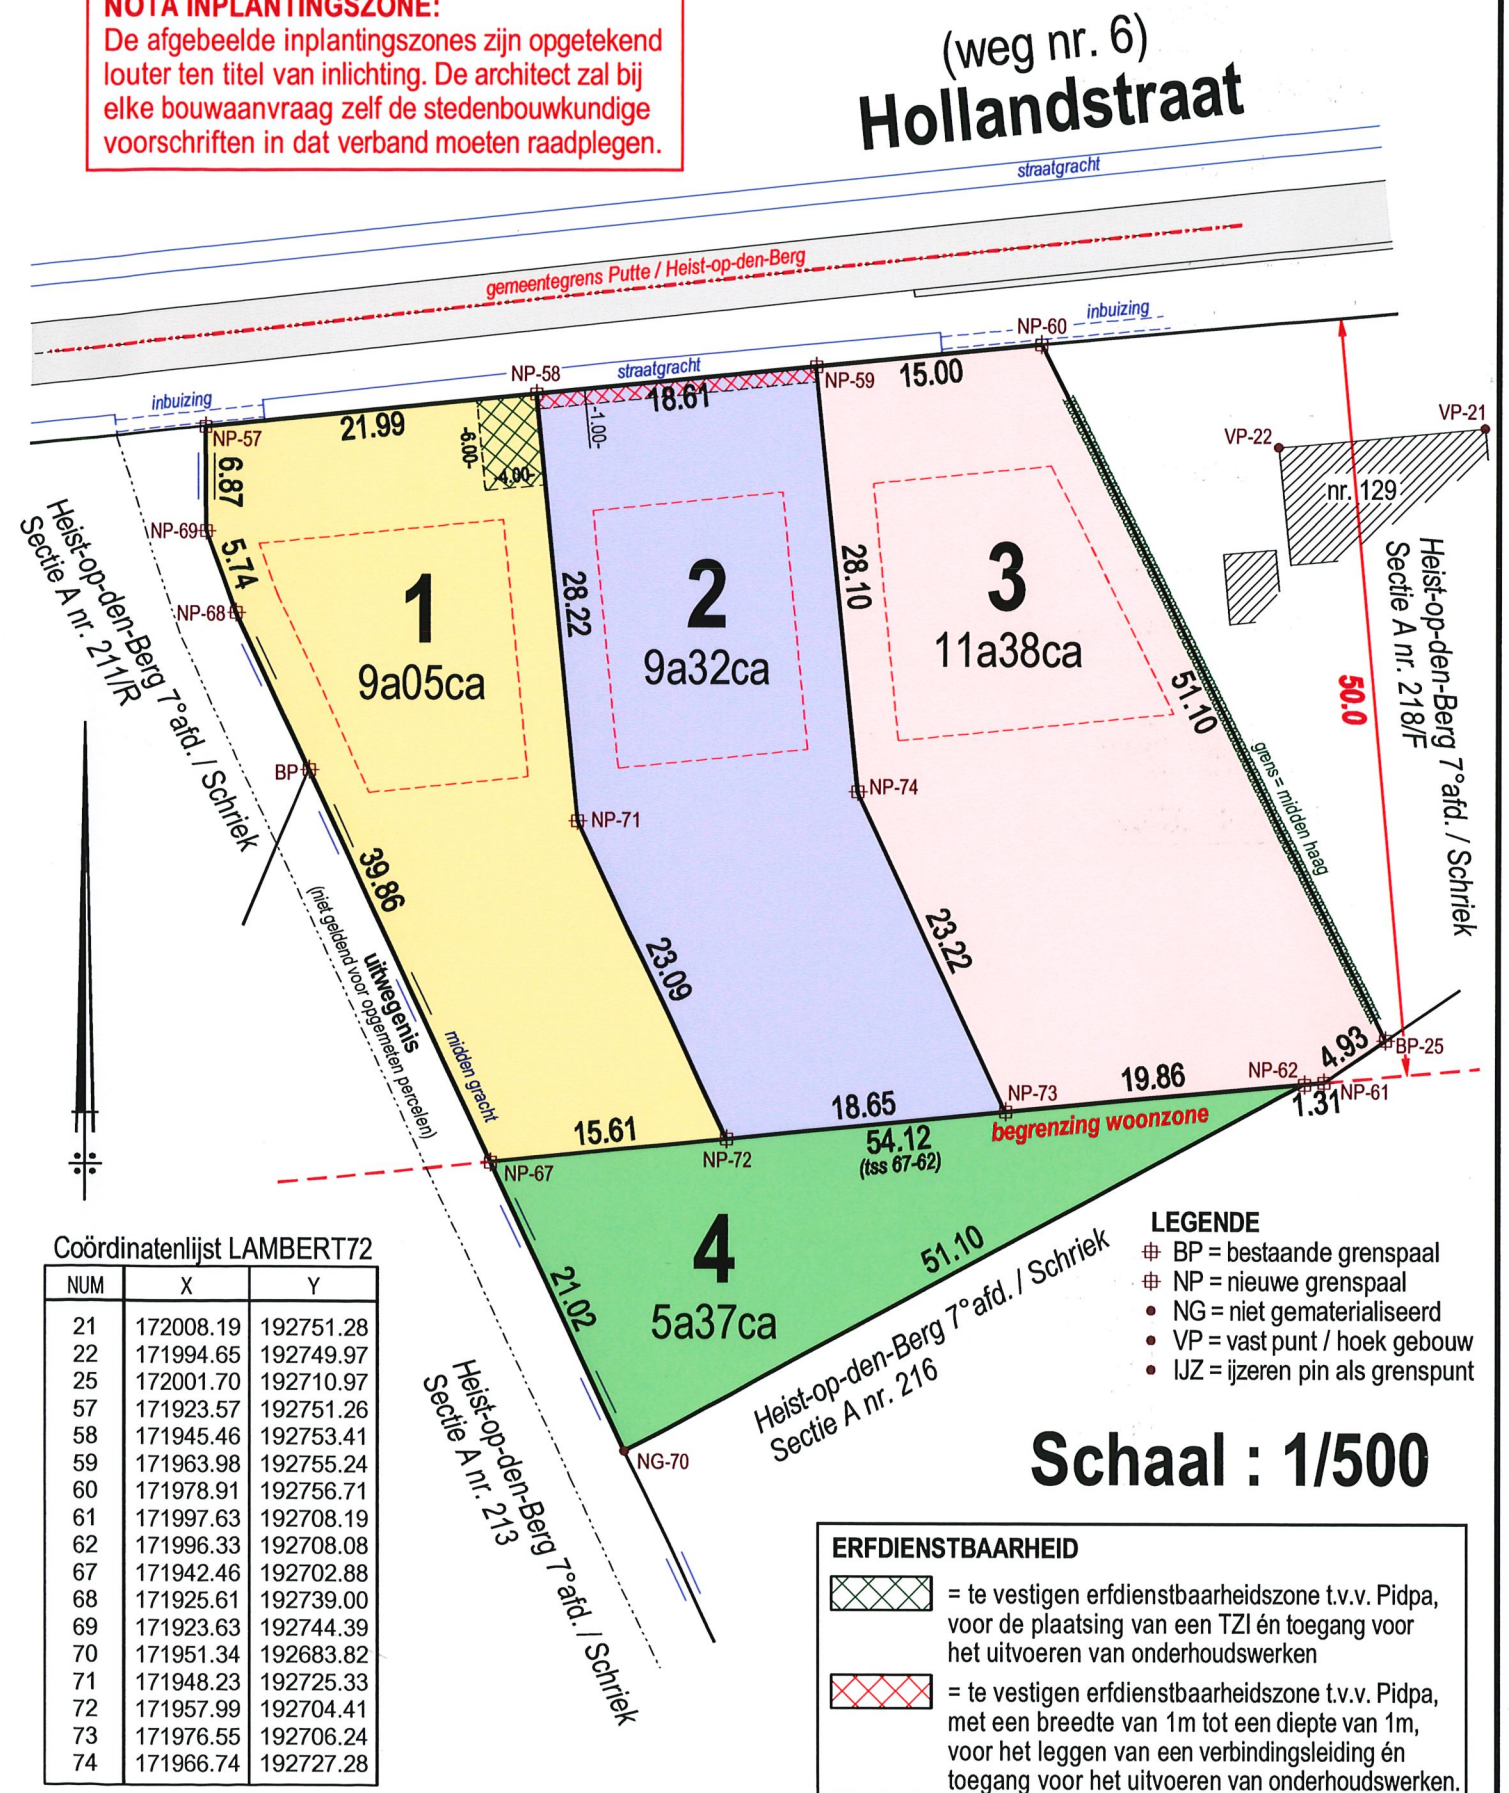 NOTA INPLANTINGSZONE:
De afgebeelde inplantingszones zijn opgetekend
louter ten titel van inlichting. De architect zal bij
elke bouwaanvraag zelf de stedenbouwkundige
voorschriften in dat verband moeten raadplegen.
(weg nr. 6)
Hollandstraat
straatgracht
gemeentegrens Putte / Heist-op-den-Berg
inbuizing
NP-60
straatgracht
NP-58
NP-59
15.00
inbuizing
18.61
21.99
-1.00-
NP-57
-6.00-
-4.00-
6.87
VP-21
VP-22
nr. 129
NP-69
5.74
NP-68
Heist-op-den-Berg 7°afd. / Schriek
Sectie A nr. 211/R
1
9a05ca
28.22
2
9a32ca
28.10
3
11a38ca
51.10
50.0
Heist-op-den-Berg 7°afd. / Schriek
Sectie A nr. 218/F
grens = midden haag
BP
NP-71
NP-74
39.86
uitwegenis
(niet geldend voor opgemeten percelen)
midden gracht
23.09
23.22
4.93
BP-25
NP-62
NP-61
1.31
19.86
NP-73
begrenzing woonzone
18.65
54.12
(tss 67-62)
15.61
NP-72
NP-67
4
5a37ca
21.02
51.10
NG-70
Heist-op-den-Berg 7°afd. / Schriek
Sectie A nr. 216
Heist-op-den-Berg 7°afd. / Schriek
Sectie A nr. 213
LEGENDE
BP = bestaande grenspaal
NP = nieuwe grenspaal
NG = niet gematerialiseerd
VP = vast punt / hoek gebouw
IJZ = ijzeren pin als grenspunt
Coördinatenlijst LAMBERT72
NUM X Y
21 172008.19 192751.28
22 171994.65 192749.97
25 172001.70 192710.97
57 171923.57 192751.26
58 171945.46 192753.41
59 171963.98 192755.24
60 171978.91 192756.71
61 171997.63 192708.19
62 171996.33 192708.08
67 171942.46 192702.88
68 171925.61 192739.00
69 171923.63 192744.39
70 171951.34 192683.82
71 171948.23 192725.33
72 171957.99 192704.41
73 171976.55 192706.24
74 171966.74 192727.28
Schaal : 1/500
ERFDIENSTBAARHEID
= te vestigen erfdienstbaarheidszone t.v.v. Pidpa,
voor de plaatsing van een TZI én toegang voor
het uitvoeren van onderhoudswerken
= te vestigen erfdienstbaarheidszone t.v.v. Pidpa,
met een breedte van 1m tot een diepte van 1m,
voor het leggen van een verbindingsleiding én
toegang voor het uitvoeren van onderhoudswerken.